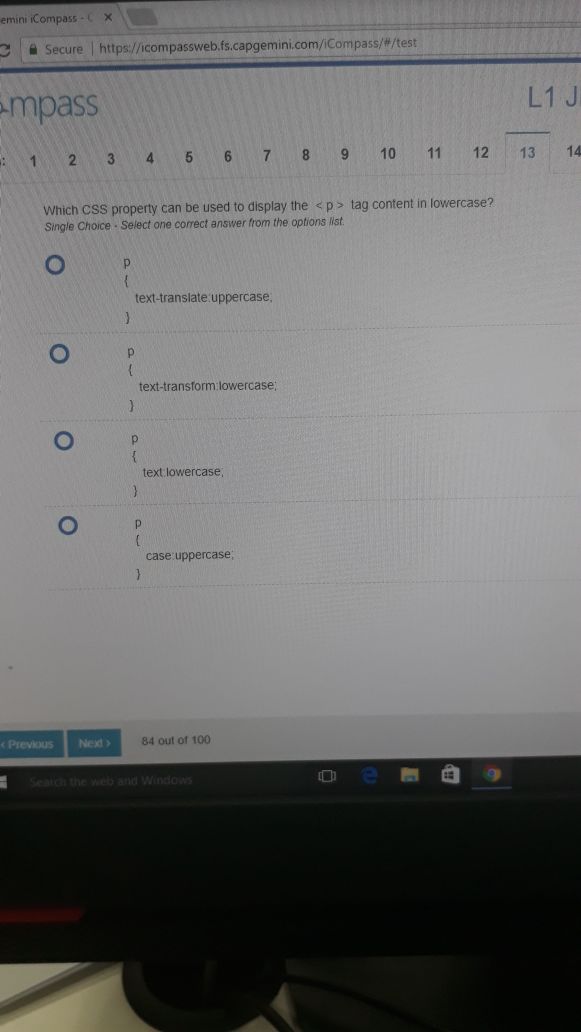 emini iCompass - C
Secure | https://icompassweb.fs.capgemini.com/iCompass/#/test
mpass
L1 J
: 1 2 3 4 5 6 7 8 9 10 11 12 13 14
Which CSS property can be used to display the < p > tag content in lowercase?
Single Choice - Select one correct answer from the options list.
p
{
text-translate:uppercase;
}
p
{
text-transform:lowercase;
}
p
{
text:lowercase;
}
p
{
case:uppercase;
}
< Previous Next > 84 out of 100
Search the web and Windows